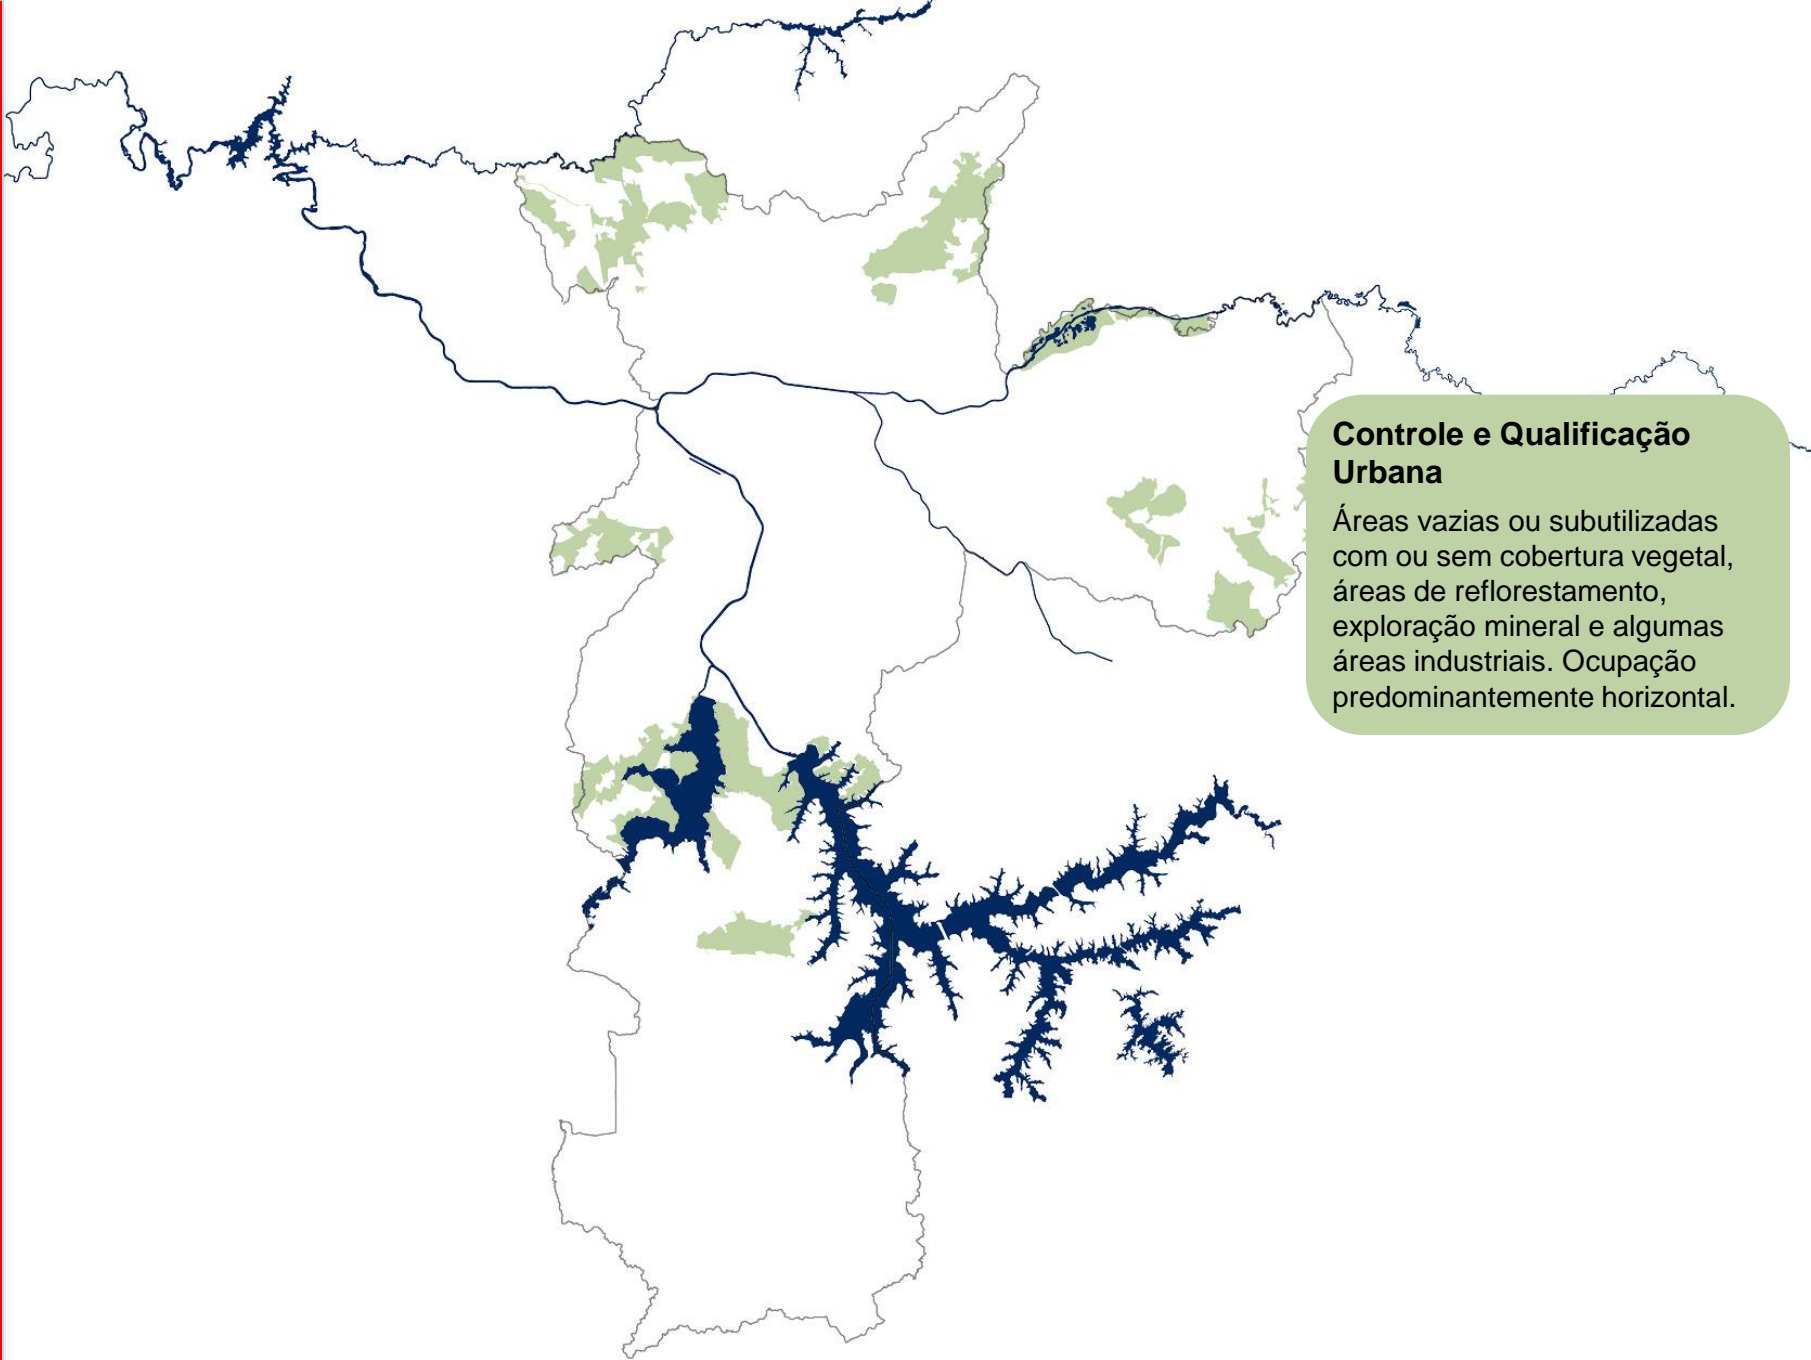 Controle e Qualificação
Urbana
Áreas vazias ou subutilizadas
com ou sem cobertura vegetal,
áreas de reflorestamento,
exploração mineral e algumas
áreas industriais. Ocupação
predominantemente horizontal.